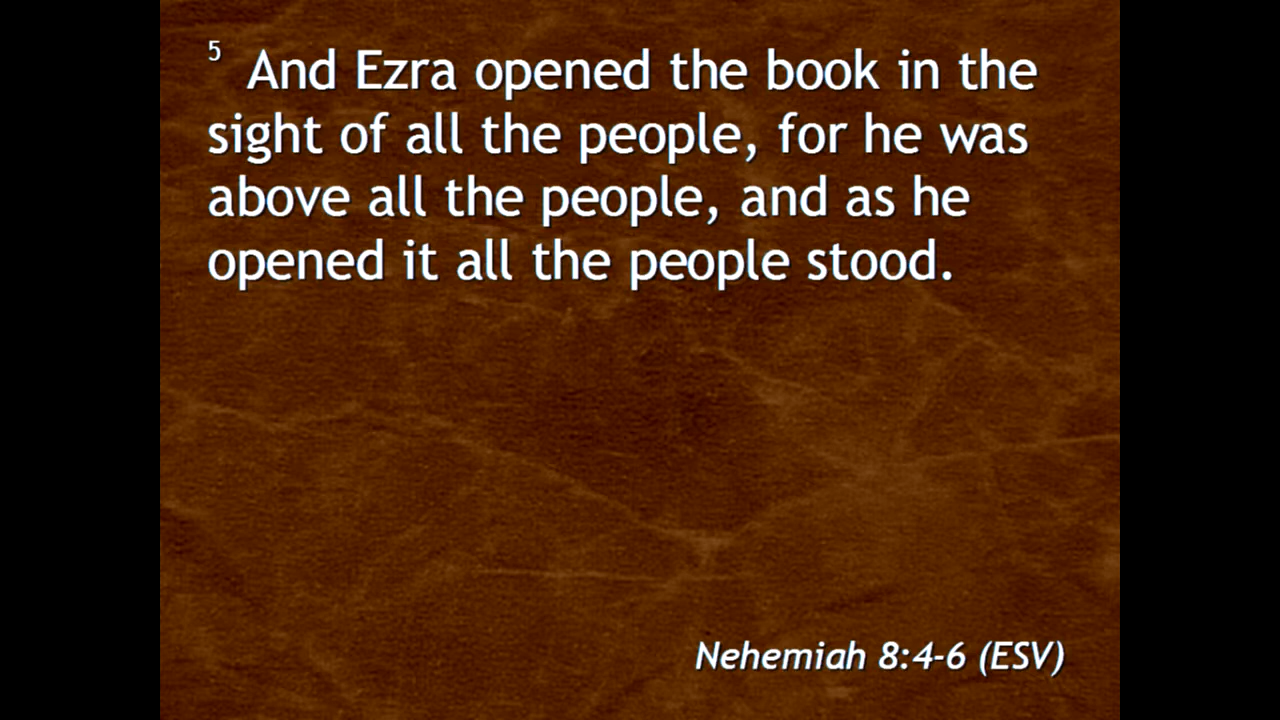 5 And Ezra opened the book in the
sight of all the people, for he was
above all the people, and as he
opened it all the people stood.
Nehemiah 8:4-6 (ESV)